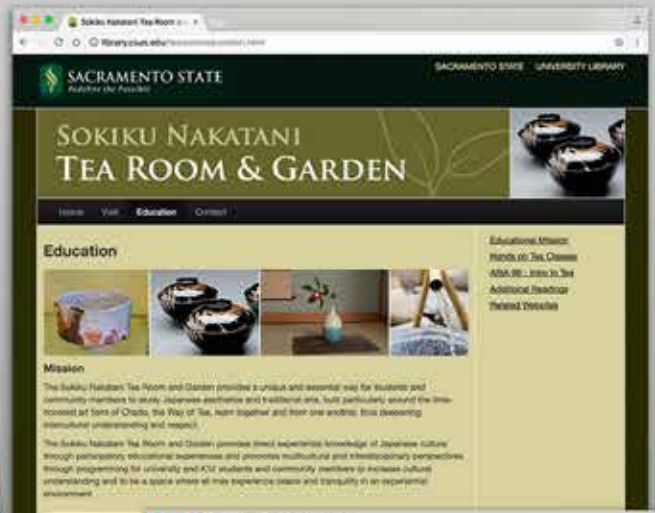 Sokiku Nakatani Tea Room
library.csus.edu
SACRAMENTO STATE
Redefine the Possible
SACRAMENTO STATE UNIVERSITY LIBRARY
SOKIKU NAKATANI
TEA ROOM & GARDEN
Home Visit Education Contact
Education
Educational Mission
Hands on Tea Classes
ASIA 96 - Intro to Tea
Additional Readings
Related Websites
Mission
The Sokiku Nakatani Tea Room and Garden provides a unique and essential way for students and
community members to study Japanese aesthetics and traditional arts, built particularly around the time-
honored art form of Chado, the Way of Tea, learn together and from one another, thus deepening
intercultural understanding and respect.
The Sokiku Nakatani Tea Room and Garden provides direct experiential knowledge of Japanese culture
through participatory educational experiences and promotes multicultural and interdisciplinary perspectives
through programming for university and K12 students and community members to increase cultural
understanding and to be a space where all may experience peace and tranquility in an experiential
environment